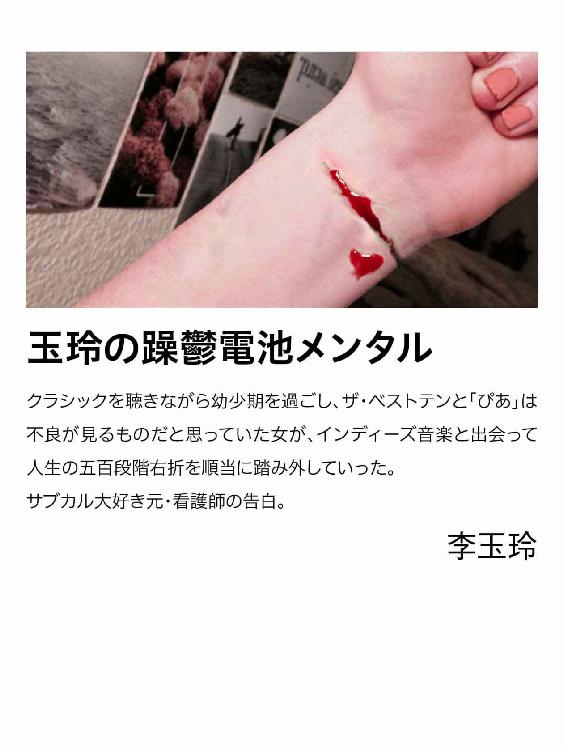 玉玲の躁鬱電池メンタル
クラシックを聴きながら幼少期を過ごし、ザ・ベストテンと「ぴあ」は
不良が見るものだと思っていた女が、インディーズ音楽と出会って
人生の五百段階右折を順当に踏み外していった。
サブカル大好き元・看護師の告白。
李玉玲